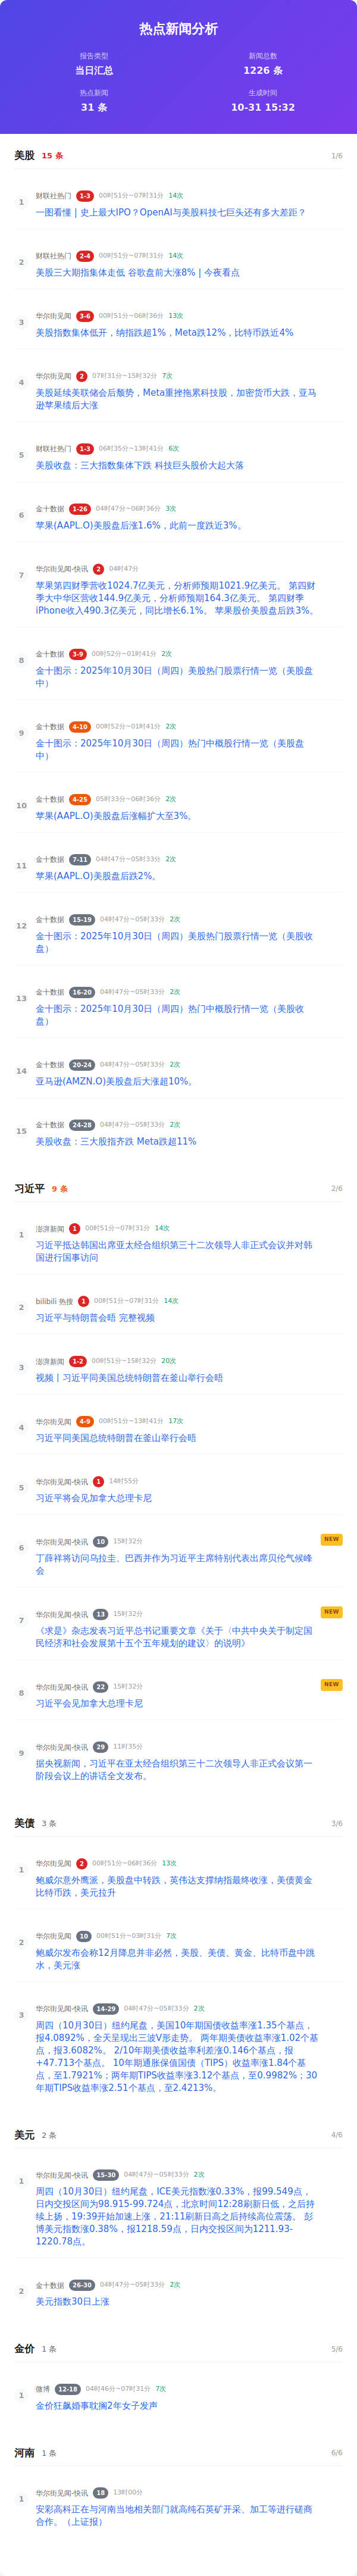 热点新闻分析
报告类型
新闻总数
当日汇总
1226 条
热点新闻
生成时间
31 条
10-31 15:32
美股 15 条 1/6
1
财联社热门 1-3 00时51分~07时31分 14次
一图看懂 | 史上最大IPO？OpenAI与美股科技七巨头还有多大差距？
2
财联社热门 2-4 00时51分~07时31分 14次
美股三大期指集体走低 谷歌盘前大涨8% | 今夜看点
3
华尔街见闻 3-6 00时51分~06时36分 13次
美股指数集体低开，纳指跌超1%，Meta跌12%，比特币跌近4%
4
华尔街见闻 2 07时31分~15时32分 7次
美股延续美联储会后颓势，Meta重挫拖累科技股，加密货币大跌，亚马
逊苹果绩后大涨
5
财联社热门 1-3 06时35分~13时41分 6次
美股收盘：三大指数集体下跌 科技巨头股价大起大落
6
金十数据 1-26 04时47分~06时36分 3次
苹果(AAPL.O)美股盘后涨1.6%，此前一度跌近3%。
7
华尔街见闻-快讯 2 04时47分
苹果第四财季营收1024.7亿美元，分析师预期1021.9亿美元。 第四财
季大中华区营收144.9亿美元，分析师预期164.3亿美元。 第四财季
iPhone收入490.3亿美元，同比增长6.1%。 苹果股价美股盘后跌3%。
8
金十数据 3-9 00时52分~01时41分 2次
金十图示：2025年10月30日（周四）美股热门股票行情一览（美股盘
中）
9
金十数据 4-10 00时52分~01时41分 2次
金十图示：2025年10月30日（周四）热门中概股行情一览（美股盘
中）
10
金十数据 4-25 05时33分~06时36分 2次
苹果(AAPL.O)美股盘后涨幅扩大至3%。
11
金十数据 7-11 04时47分~05时33分 2次
苹果(AAPL.O)美股盘后跌2%。
12
金十数据 15-19 04时47分~05时33分 2次
金十图示：2025年10月30日（周四）美股热门股票行情一览（美股收
盘）
13
金十数据 16-20 04时47分~05时33分 2次
金十图示：2025年10月30日（周四）热门中概股行情一览（美股收
盘）
14
金十数据 20-24 04时47分~05时33分 2次
亚马逊(AMZN.O)美股盘后大涨超10%。
15
金十数据 24-28 04时47分~05时33分 2次
美股收盘：三大股指齐跌 Meta跌超11%
习近平 9 条 2/6
1
澎湃新闻 1 00时51分~07时31分 14次
习近平抵达韩国出席亚太经合组织第三十二次领导人非正式会议并对韩
国进行国事访问
2
bilibili 热搜 1 00时51分~07时31分 14次
习近平与特朗普会晤 完整视频
3
澎湃新闻 1-2 00时51分~15时32分 20次
视频丨习近平同美国总统特朗普在釜山举行会晤
4
华尔街见闻 4-9 00时51分~13时41分 17次
习近平同美国总统特朗普在釜山举行会晤
5
华尔街见闻-快讯 1 14时55分
习近平将会见加拿大总理卡尼
6
华尔街见闻-快讯 10 15时32分 NEW
丁薛祥将访问乌拉圭、巴西并作为习近平主席特别代表出席贝伦气候峰
会
7
华尔街见闻-快讯 13 15时32分 NEW
《求是》杂志发表习近平总书记重要文章《关于〈中共中央关于制定国
民经济和社会发展第十五个五年规划的建议〉的说明》
8
华尔街见闻-快讯 22 15时32分 NEW
习近平会见加拿大总理卡尼
9
华尔街见闻-快讯 29 11时35分
据央视新闻，习近平在亚太经合组织第三十二次领导人非正式会议第一
阶段会议上的讲话全文发布。
美债 3 条 3/6
1
华尔街见闻 2 00时51分~06时36分 13次
鲍威尔意外鹰派，美股盘中转跌，英伟达支撑纳指最终收涨，美债黄金
比特币跌，美元拉升
2
华尔街见闻 10 00时51分~03时31分 7次
鲍威尔发布会称12月降息并非必然，美股、美债、黄金、比特币盘中跳
水，美元涨
3
华尔街见闻-快讯 14-29 04时47分~05时33分 2次
周四（10月30日）纽约尾盘，美国10年期国债收益率涨1.35个基点，
报4.0892%，全天呈现出三波V形走势。 两年期美债收益率涨1.02个基
点，报3.6082%。 2/10年期美债收益率利差涨0.146个基点，报
+47.713个基点。 10年期通胀保值国债（TIPS）收益率涨1.84个基
点，至1.7921%；两年期TIPS收益率涨3.12个基点，至0.9982%；30
年期TIPS收益率涨2.51个基点，至2.4213%。
美元 2 条 4/6
1
华尔街见闻-快讯 15-30 04时47分~05时33分 2次
周四（10月30日）纽约尾盘，ICE美元指数涨0.33%，报99.549点，
日内交投区间为98.915-99.724点，北京时间12:28刷新日低，之后持
续上扬，19:39开始加速上涨，21:11刷新日高之后持续高位震荡。 彭
博美元指数涨0.38%，报1218.59点，日内交投区间为1211.93-
1220.78点。
2
金十数据 26-30 04时47分~05时33分 2次
美元指数30日上涨
金价 1 条 5/6
1
微博 12-18 04时46分~07时31分 7次
金价狂飙婚事耽搁2年女子发声
河南 1 条 6/6
1
华尔街见闻-快讯 18 13时00分
安彩高科正在与河南当地相关部门就高纯石英矿开采、加工等进行磋商
合作。（上证报）